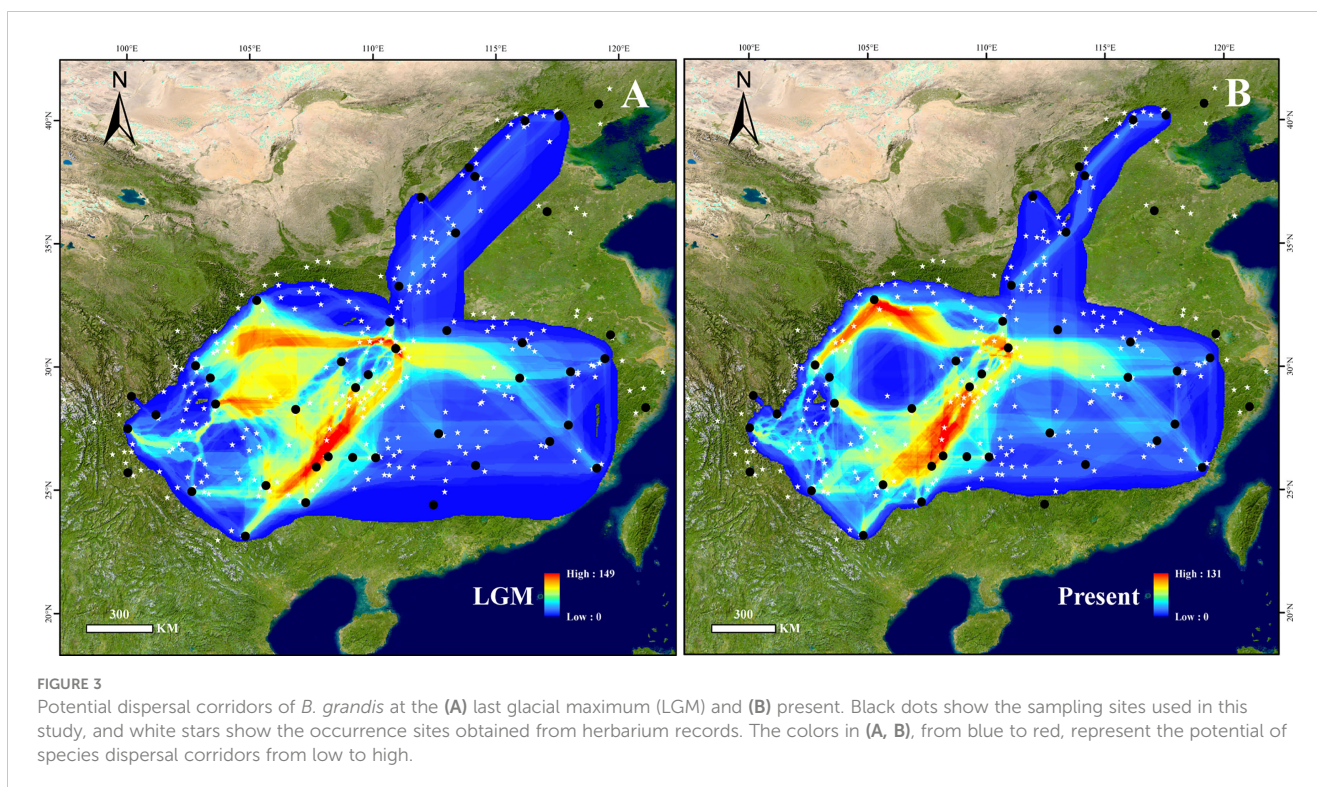 100°E 105°E 110°E 115°E 120°E
100°E 105°E 110°E 115°E 120°E
N
A
40°N
35°N
30°N
25°N
20°N
LGM
High : 149
Low : 0
300
KM
N
B
40°N
35°N
30°N
25°N
20°N
Present
High : 131
Low : 0
300
KM
FIGURE 3
Potential dispersal corridors of B. grandis at the (A) last glacial maximum (LGM) and (B) present. Black dots show the sampling sites used in this
study, and white stars show the occurrence sites obtained from herbarium records. The colors in (A, B), from blue to red, represent the potential of
species dispersal corridors from low to high.